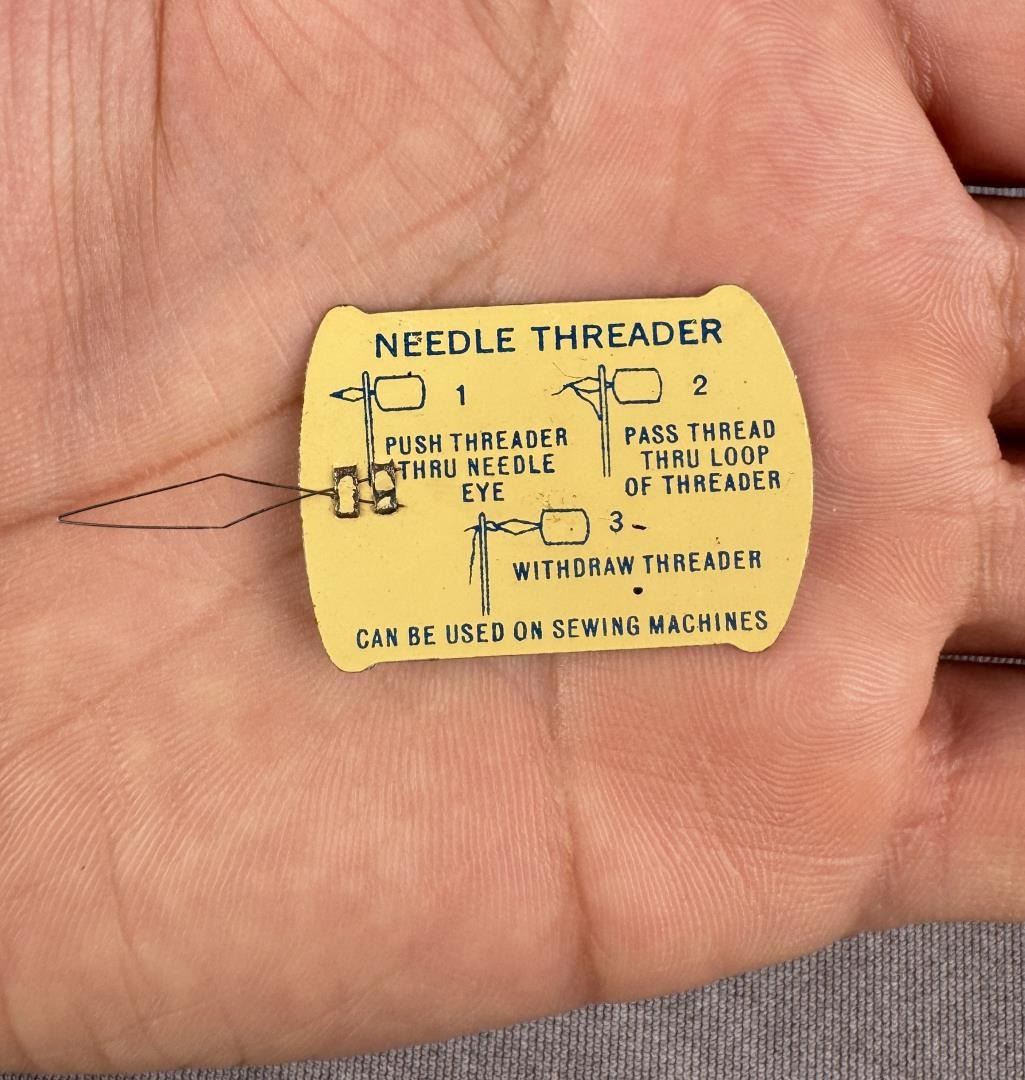 NEEDLE THREADER
1
PUSH THREADER
THRU NEEDLE
EYE
2
PASS THREAD
THRU LOOP
OF THREADER
3
WITHDRAW THREADER
CAN BE USED ON SEWING MACHINES